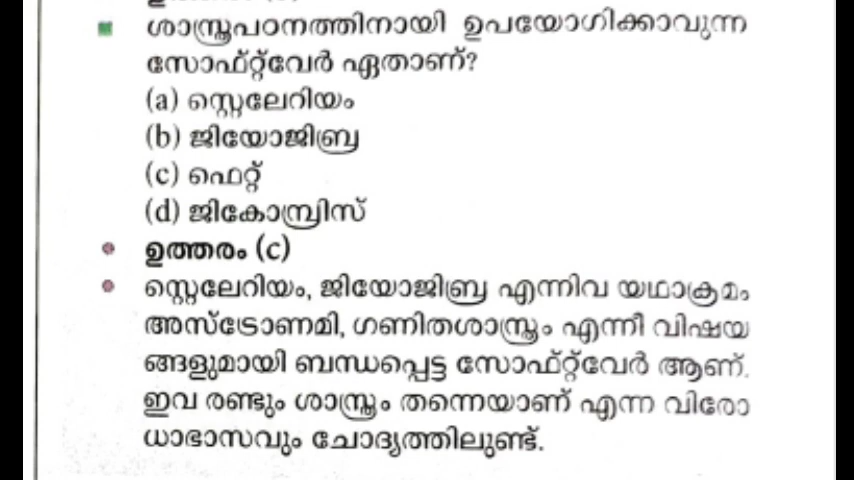 ശാസ്ത്രപഠനത്തിനായി ഉപയോഗിക്കാവുന്ന
സോഫ്റ്റ്‌വേർ ഏതാണ്?
(a) സ്റ്റെലേറിയം
(b) ജിയോജിബ്ര
(c) ഫെറ്റ്
(d) ജികോമ്പ്രിസ്
ഉത്തരം (c)
സ്റ്റെലേറിയം, ജിയോജിബ്ര എന്നിവ യഥാക്രമം
അസ്ട്രോണമി, ഗണിതശാസ്ത്രം എന്നീ വിഷയ
ങ്ങളുമായി ബന്ധപ്പെട്ട സോഫ്റ്റ്‌വേർ ആണ്.
ഇവ രണ്ടും ശാസ്ത്രം തന്നെയാണ് എന്ന വിരോ
ധാഭാസവും ചോദ്യത്തിലുണ്ട്.